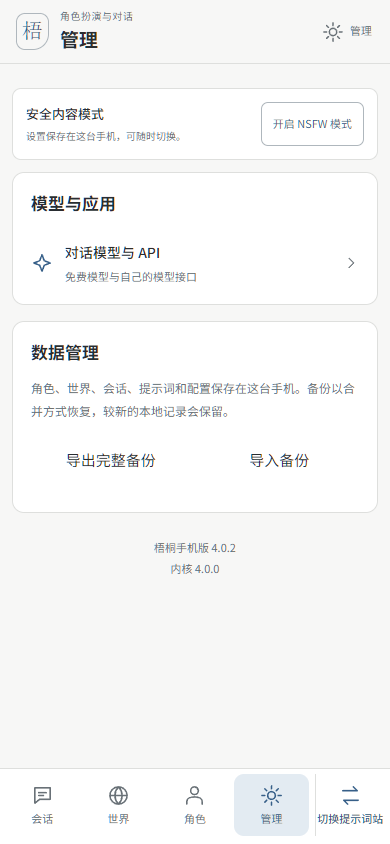 梧
角色扮演与对话
管理
管理
安全内容模式
设置保存在这台手机，可随时切换。
开启 NSFW 模式
模型与应用
对话模型与 API
免费模型与自己的模型接口
数据管理
角色、世界、会话、提示词和配置保存在这台手机。备份以合
并方式恢复，较新的本地记录会保留。
导出完整备份
导入备份
梧桐手机版 4.0.2
内核 4.0.0
会话
世界
角色
管理
切换提示词站